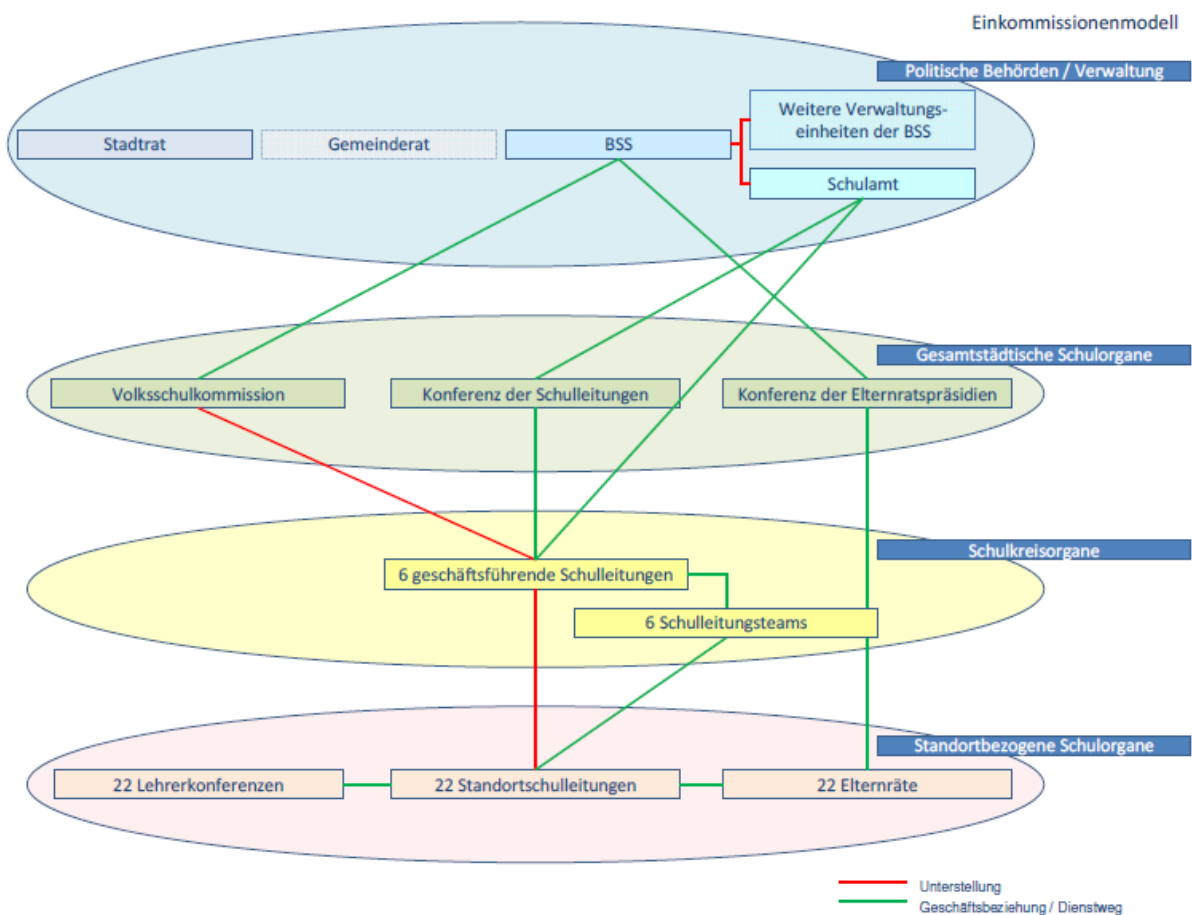 Einkommissionenmodell
Politische Behörden / Verwaltung
Weitere Verwaltungs-
einheiten der BSS
Stadtrat
Gemeinderat
BSS
Schulamt
Gesamtstädtische Schulorgane
Volksschulkommission
Konferenz der Schulleitungen
Konferenz der Elternratspräsidien
Schulkreisorgane
6 geschäftsführende Schulleitungen
6 Schulleitungsteams
Standortbezogene Schulorgane
22 Lehrerkonferenzen
22 Standortschulleitungen
22 Elternräte
Unterstellung
Geschäftsbeziehung / Dienstweg